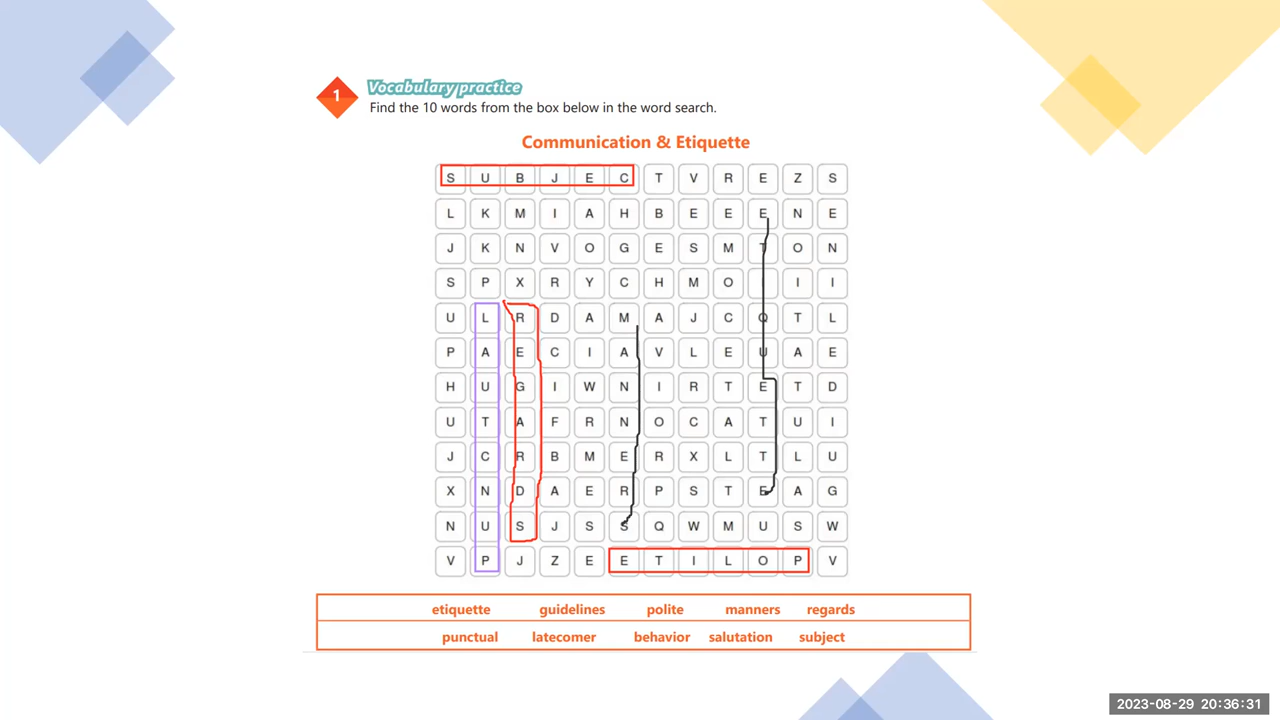 1
Vocabulary practice
Find the 10 words from the box below in the word search.
Communication & Etiquette
S U B J E C T V R E Z S
L K M I A H B E E E N E
J K N V O G E S M T O N
S P X R Y C H M O I I
U L R D A M A J C Q T L
P A E C I A V L E U A E
H U G I W N I R T E T D
U T A F R N O C A T U I
J C R B M E R X L T L U
X N D A E R P S T E A G
N U S J S S Q W M U S W
V P J Z E E T I L O P V
etiquette guidelines polite manners regards
punctual latecomer behavior salutation subject
2023-08-29 20:36:31